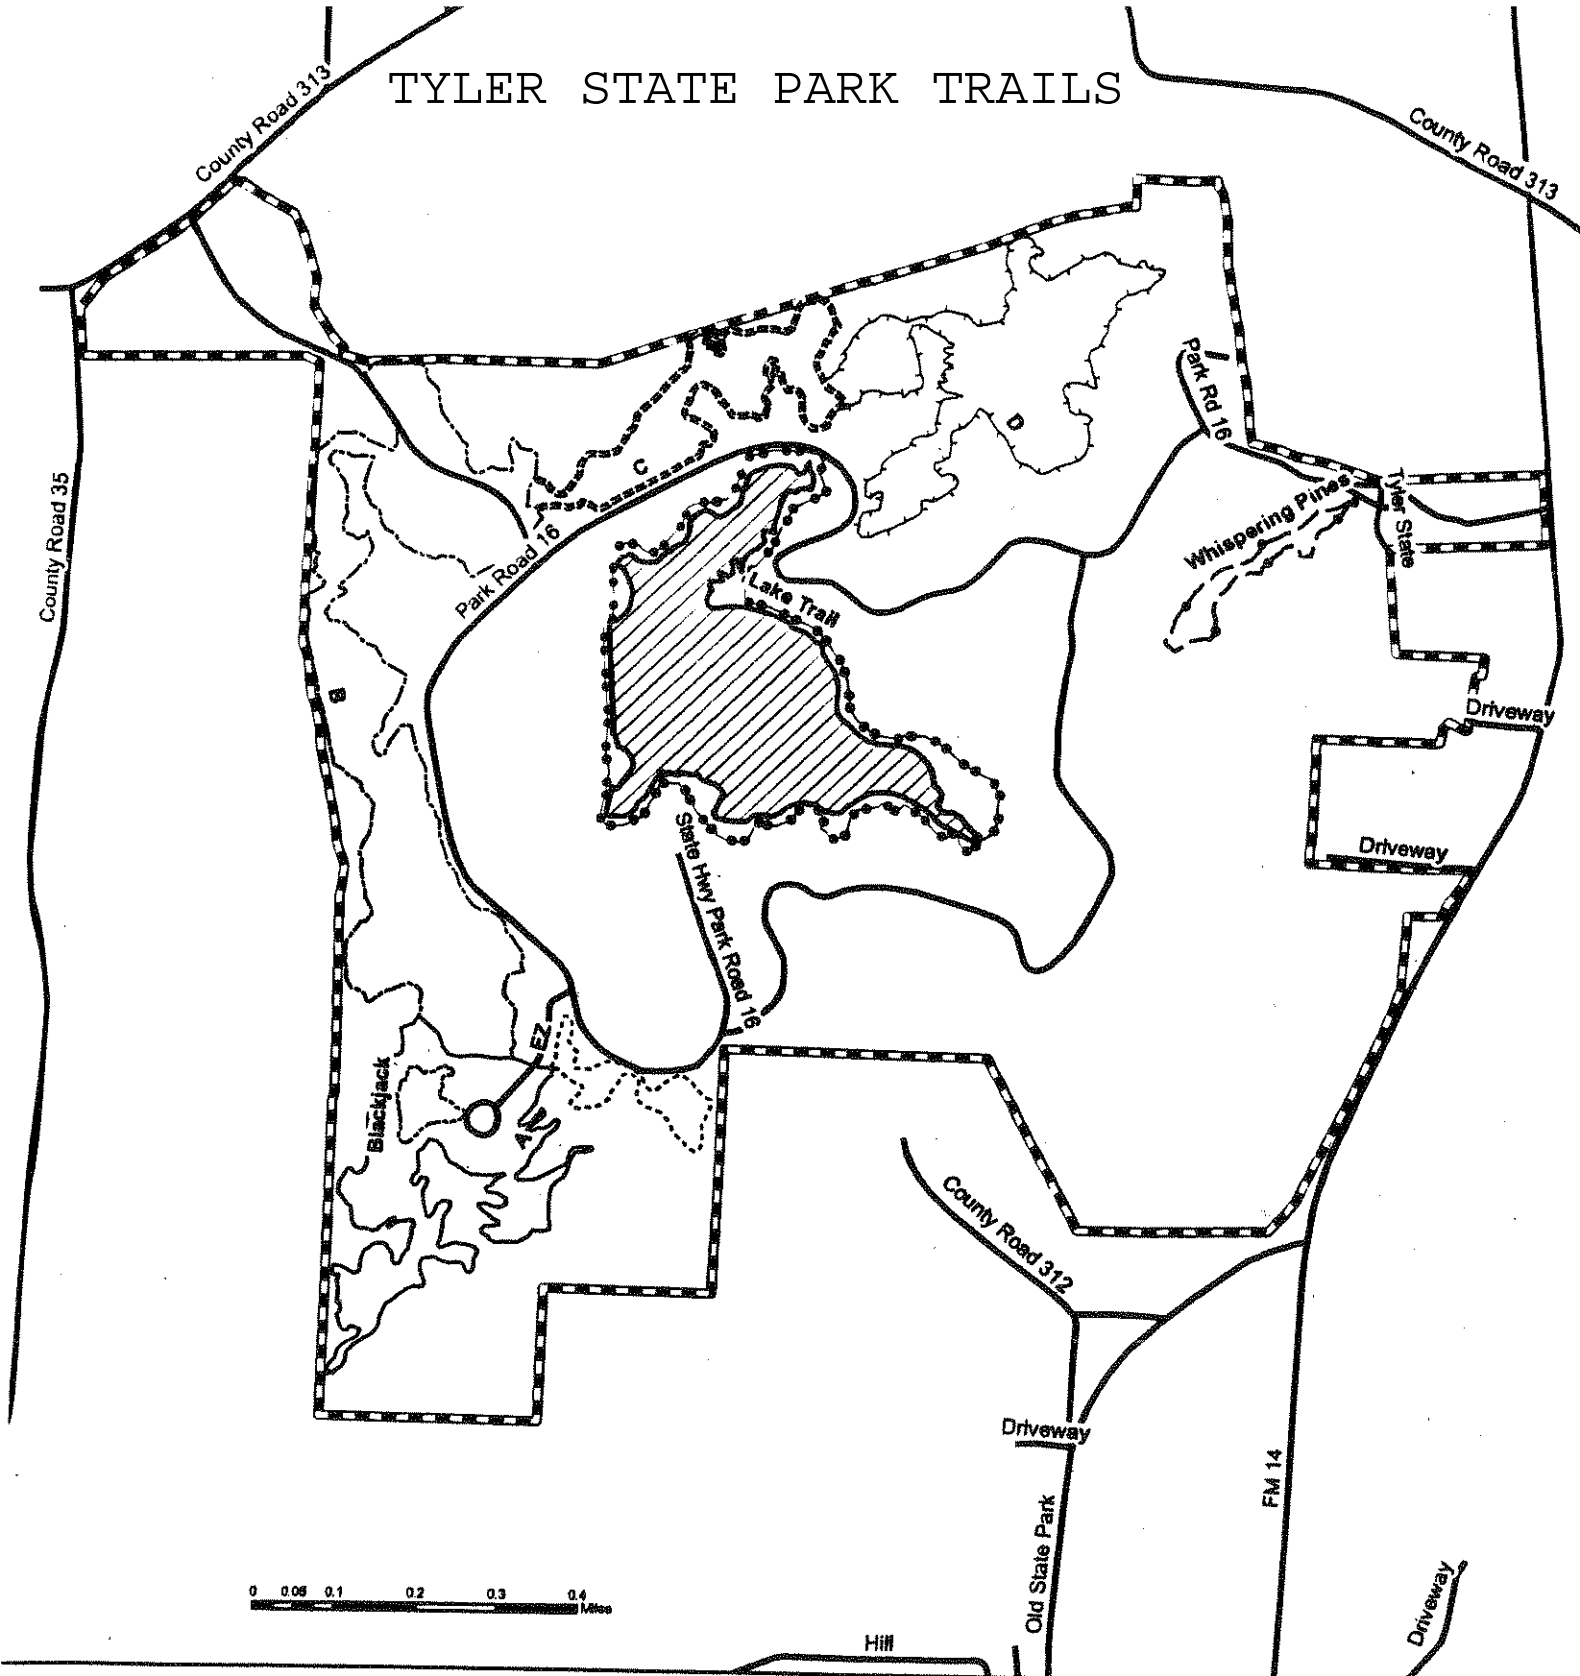 TYLER STATE PARK TRAILS
County Road 313
County Road 313
Park Rd 16
C
D
Tyler State
Whispering Pines
County Road 35
Park Road 16
Lake Trail
B
Driveway
State Hwy Park Road 16
Driveway
EZ
Blackjack
A
County Road 312
Driveway
FM 14
Old State Park
Driveway
0 0.05 0.1 0.2 0.3 0.4
Miles
Hill